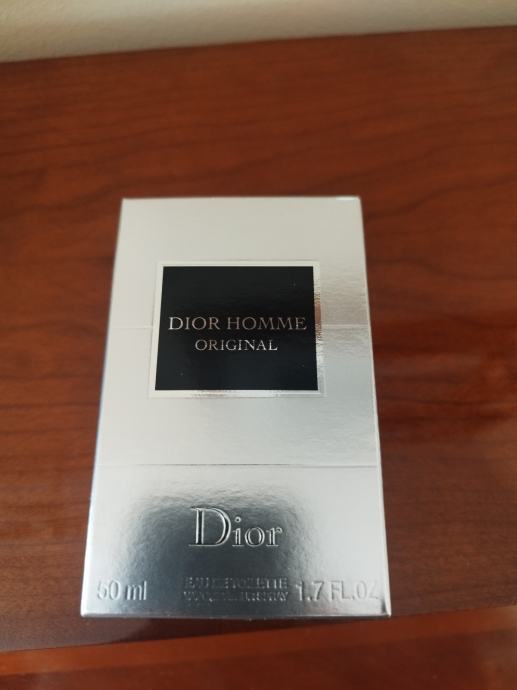 DIOR HOMME
ORIGINAL
Dior
50 ml
EAU DE TOILETTE
1.7 FL.OZ